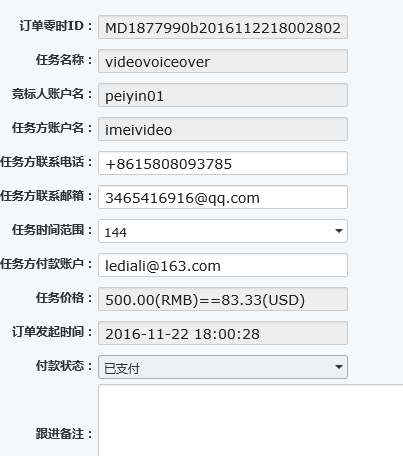 订单零时ID： MD1877990b2016112218002802
任务名称： videovoiceover
竞标人账户名： peiyin01
任务方账户名： imeivideo
任务方联系电话： +8615808093785
任务方联系邮箱： 3465416916@qq.com
任务时间范围： 144
任务方付款账户： lediali@163.com
任务价格： 500.00(RMB)==83.33(USD)
订单发起时间： 2016-11-22 18:00:28
付款状态： 已支付
跟进备注：